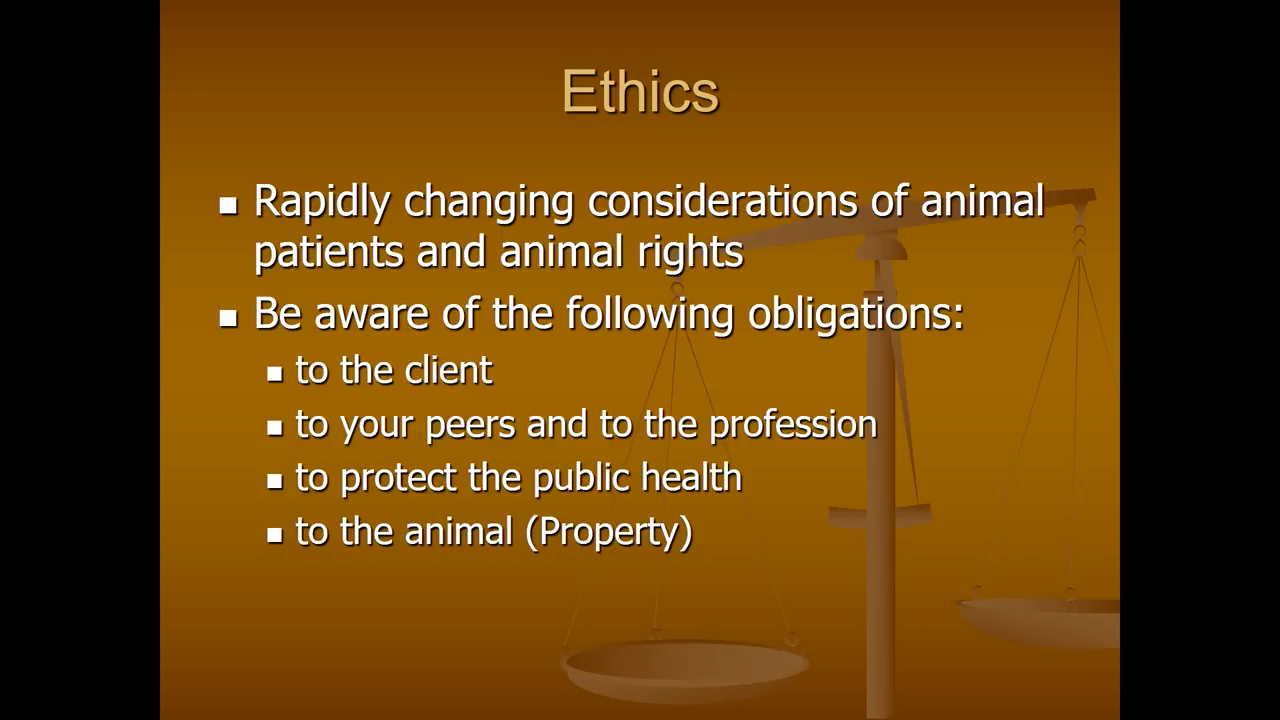 Ethics
Rapidly changing considerations of animal
patients and animal rights
Be aware of the following obligations:
to the client
to your peers and to the profession
to protect the public health
to the animal (Property)